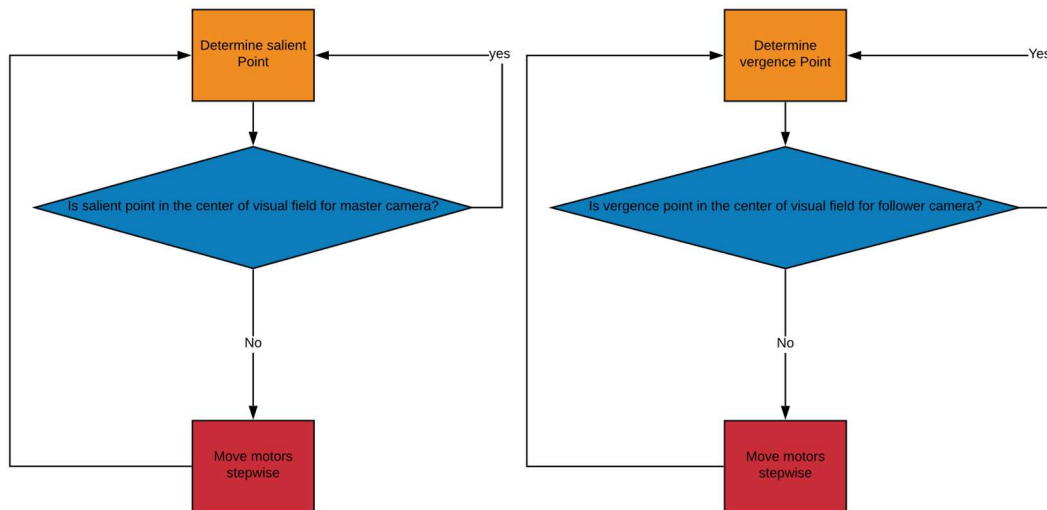 Determine salient
Point
yes
Is salient point in the center of visual field for master camera?
No
Move motors
stepwise
Determine
vergence Point
Yes
Is vergence point in the center of visual field for follower camera?
No
Move motors
stepwise